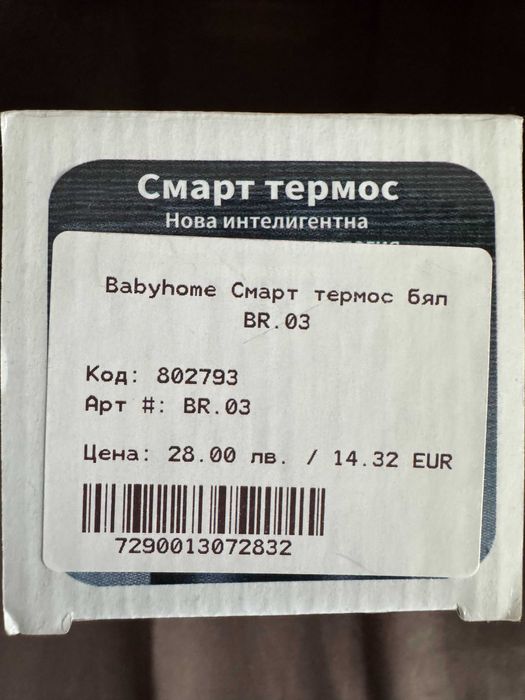 Смарт термос
Нова интелигентна
Babyhome Смарт термос бял
BR.03
Код: 802793
Арт #: BR.03
Цена: 28.00 лв. / 14.32 EUR
7290013072832